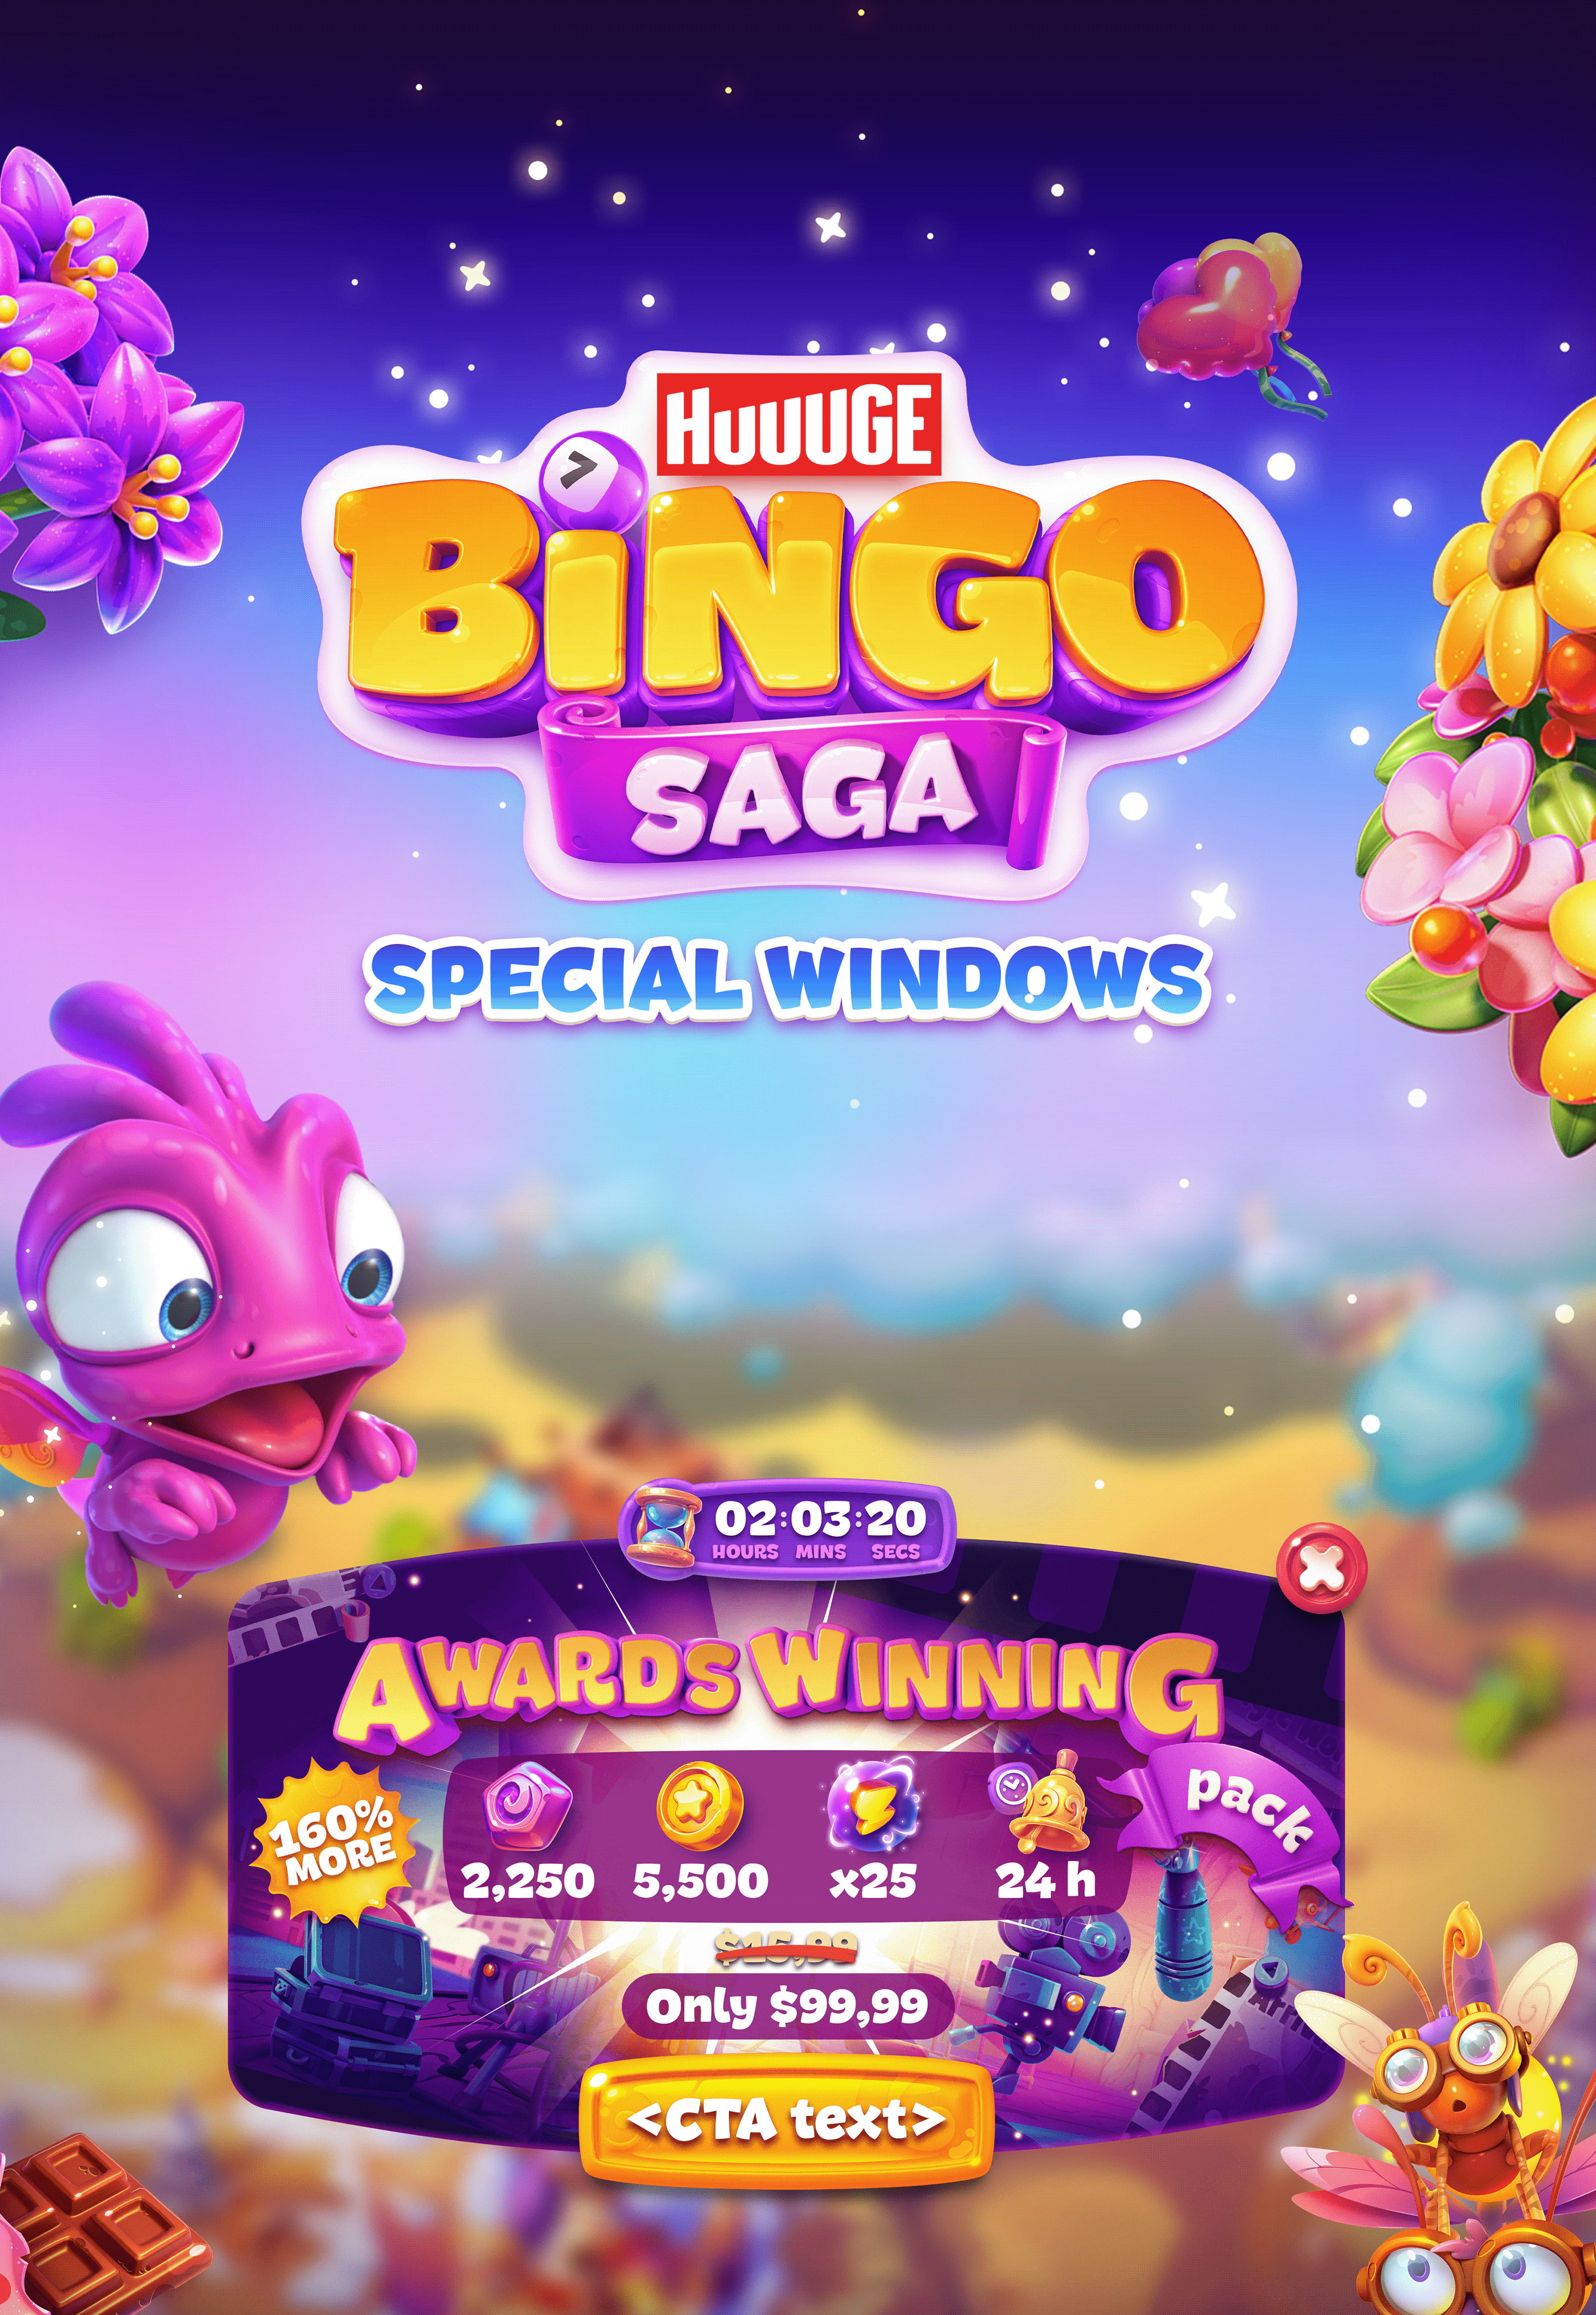 HUUUGE
7
BINGO
SAGA
SPECIAL WINDOWS
02:03:20
HOURS MINS SECS
AWARDS WINNING
pack
160%
MORE
2,250 5,500 x25 24 h
$15,99
Only $99,99
<CTA text>